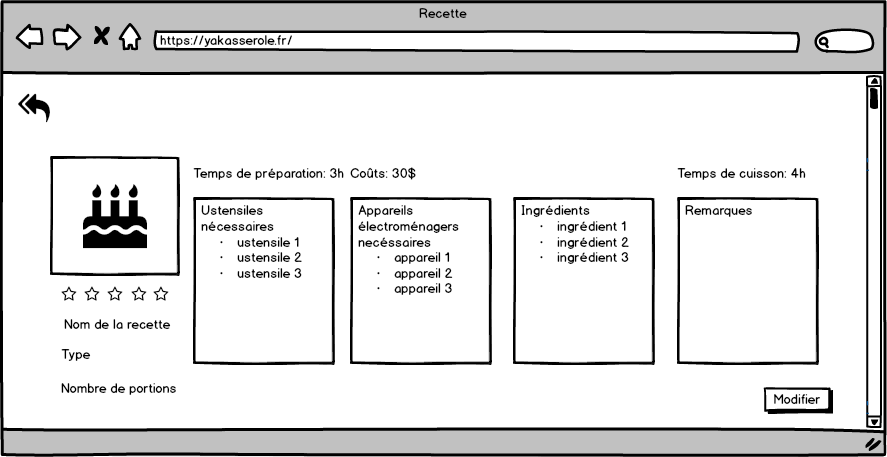 Recette
https://yakasserole.fr/
Temps de préparation: 3h Coûts: 30$
Temps de cuisson: 4h
Ustensiles
nécessaires
· ustensile 1
· ustensile 2
· ustensile 3
Appareils
électroménagers
necéssaires
· appareil 1
· appareil 2
· appareil 3
Ingrédients
· ingrédient 1
· ingrédient 2
· ingrédient 3
Remarques
Nom de la recette
Type
Nombre de portions
Modifier